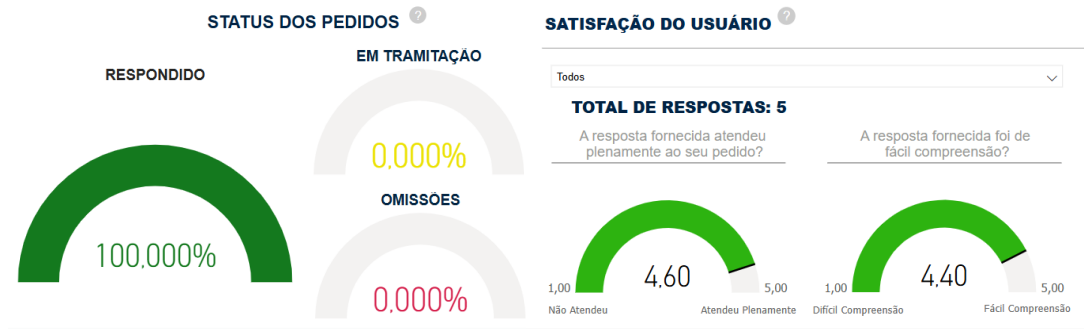 STATUS DOS PEDIDOS ?
RESPONDIDO
100,000%
EM TRAMITAÇÃO
0,000%
OMISSÕES
0,000%
SATISFAÇÃO DO USUÁRIO ?
Todos
TOTAL DE RESPOSTAS: 5
A resposta fornecida atendeu
plenamente ao seu pedido?
4,60
1,00
5,00
Não Atendeu
Atendeu Plenamente
A resposta fornecida foi de
fácil compreensão?
4,40
1,00
5,00
Difícil Compreensão
Fácil Compreensão